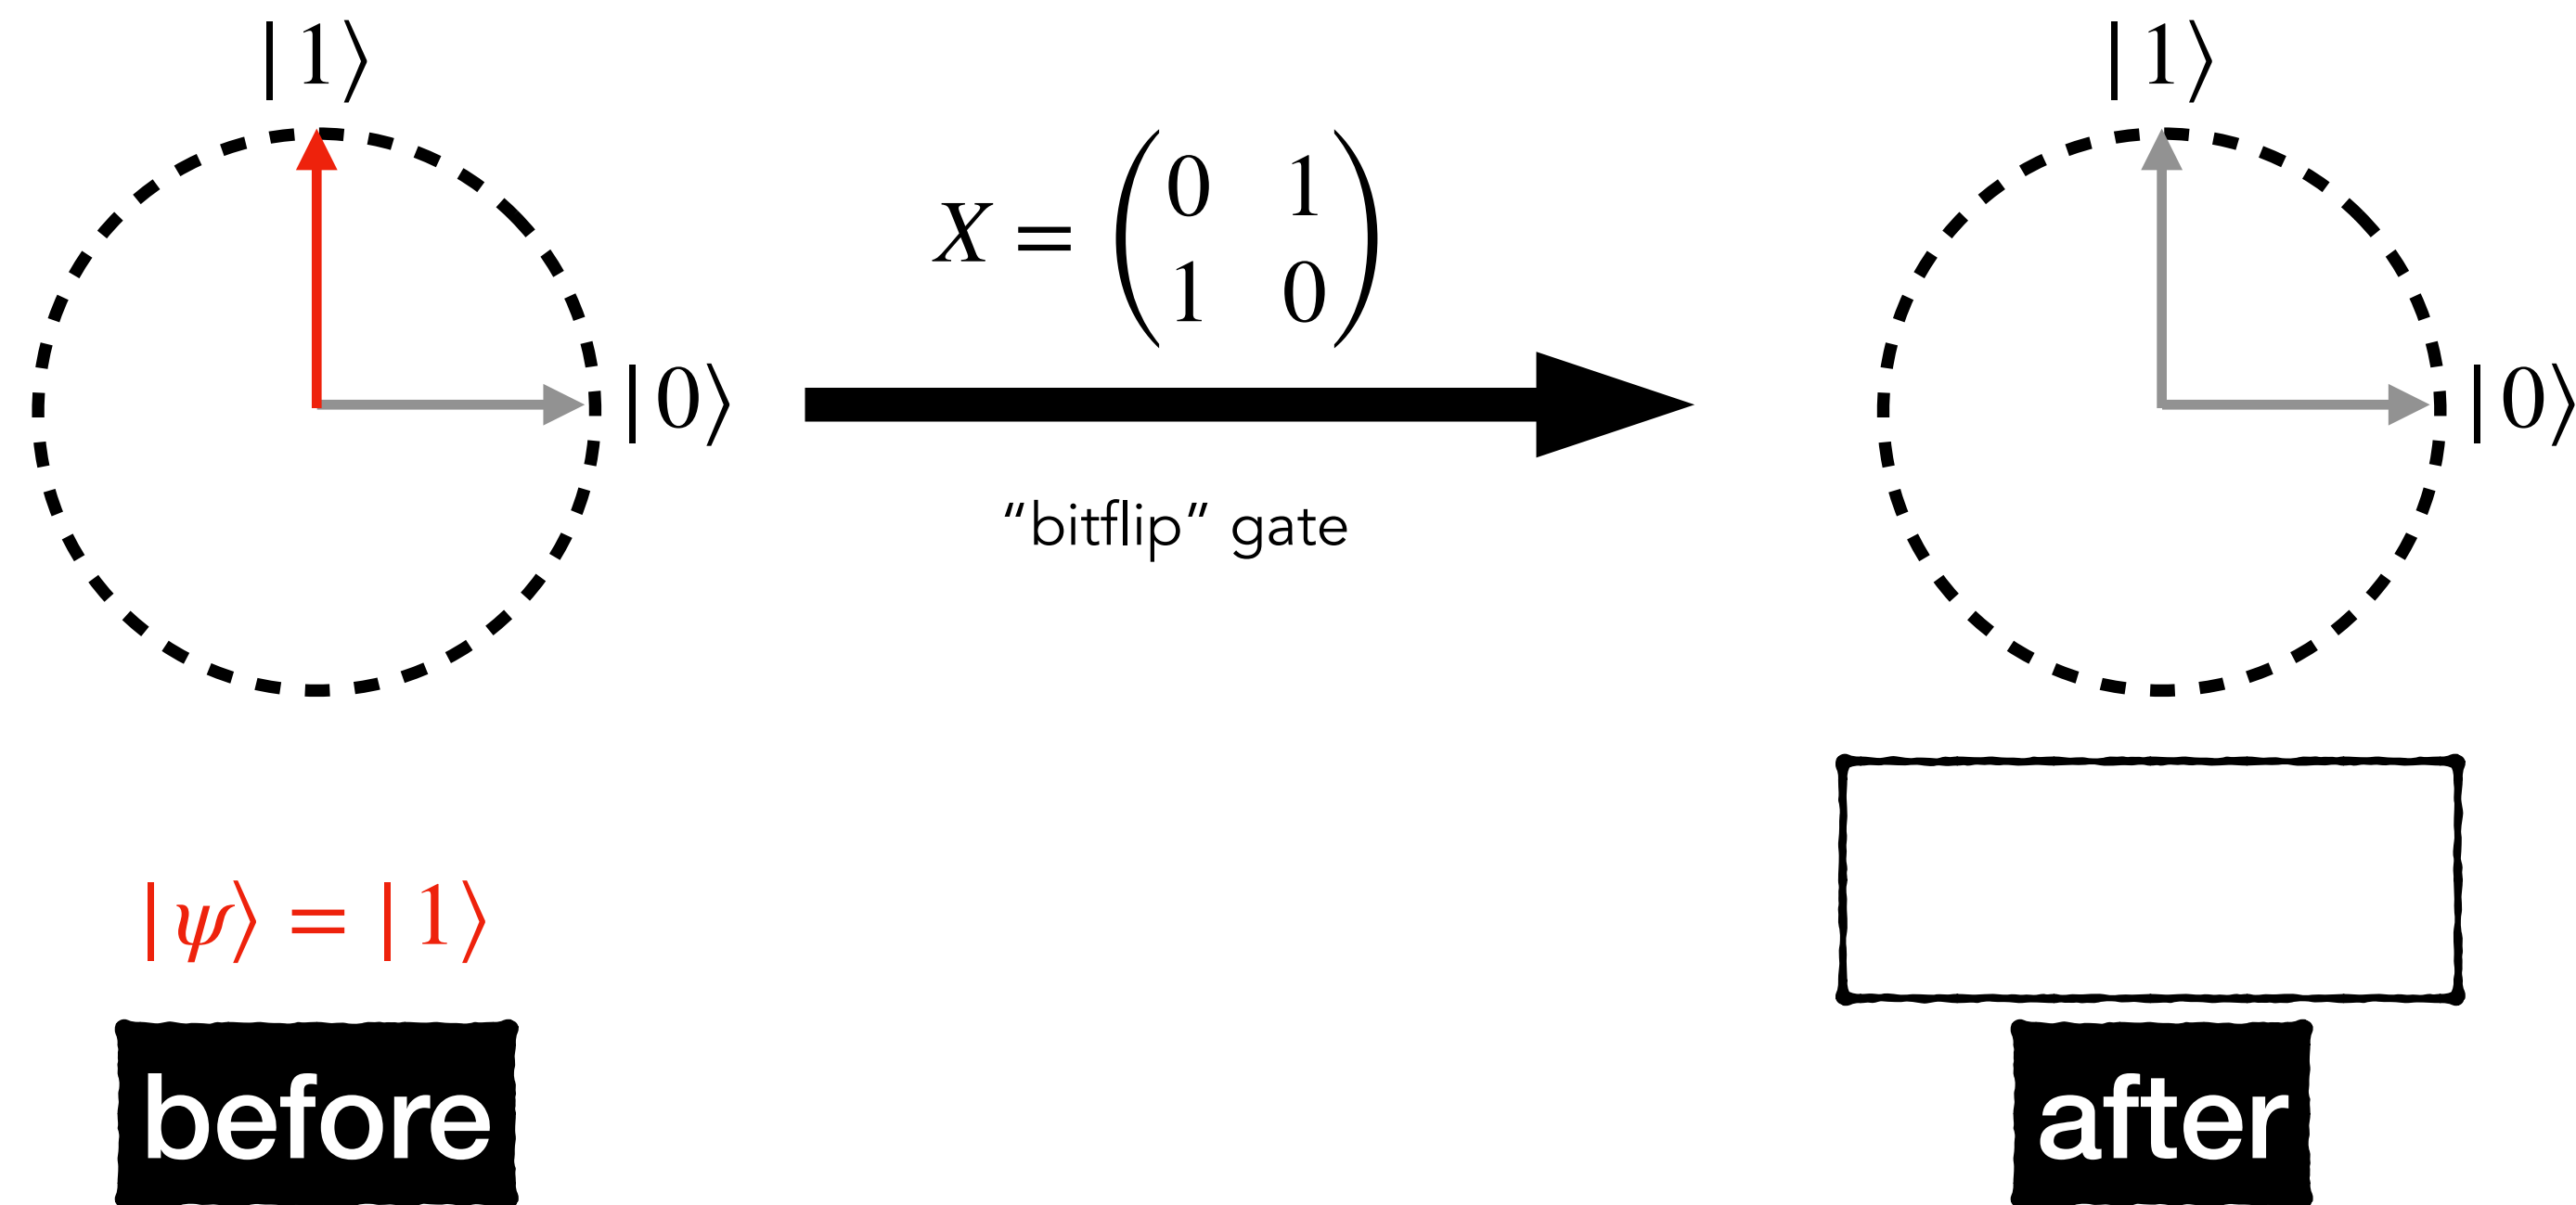 |1⟩
|1⟩
X = (0 1
1 0)
|0⟩
|0⟩
“bitflip” gate
|ψ⟩ = |1⟩
before
after